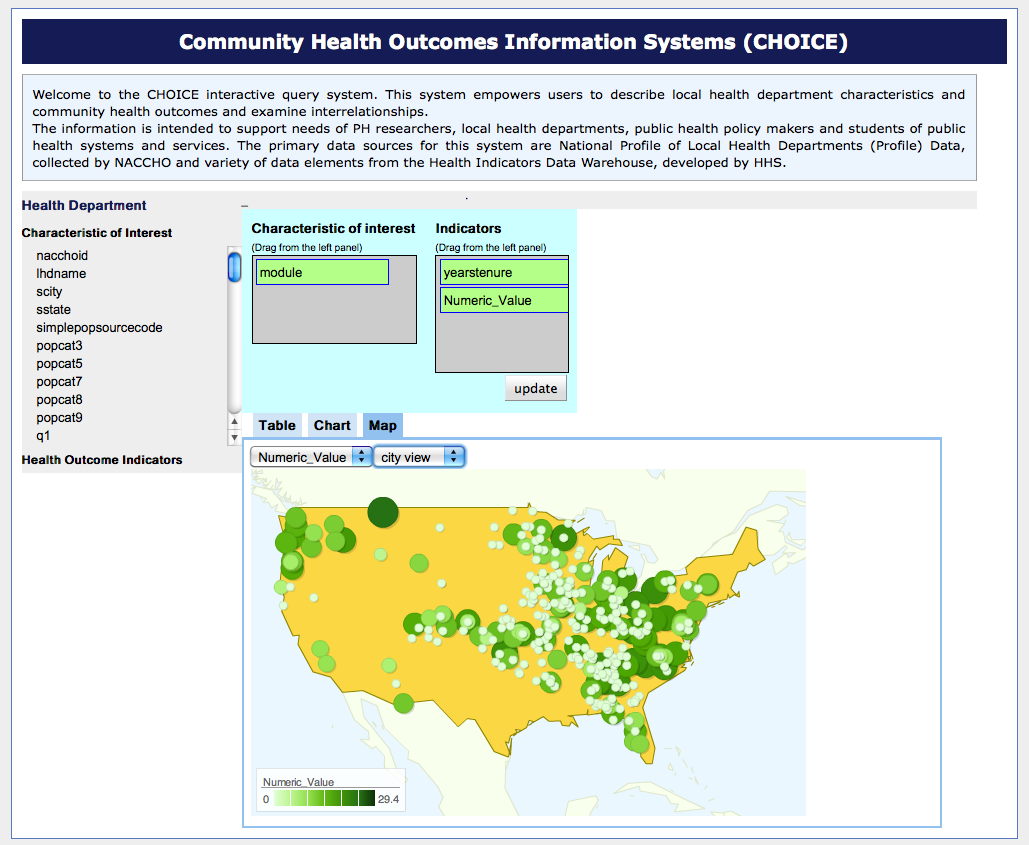 Community Health Outcomes Information Systems (CHOICE)
Welcome to the CHOICE interactive query system. This system empowers users to describe local health department characteristics and
community health outcomes and examine interrelationships.
The information is intended to support needs of PH researchers, local health departments, public health policy makers and students of public
health systems and services. The primary data sources for this system are National Profile of Local Health Departments (Profile) Data,
collected by NACCHO and variety of data elements from the Health Indicators Data Warehouse, developed by HHS.
Health Department
Characteristic of Interest
nacchoid
lhdname
scity
sstate
simplepopsourcecode
popcat3
popcat5
popcat7
popcat8
popcat9
q1
Health Outcome Indicators
Characteristic of interest
(Drag from the left panel)
module
Indicators
(Drag from the left panel)
yearstenure
Numeric_Value
update
Table Chart Map
Numeric_Value city view
Numeric_Value
0 29.4